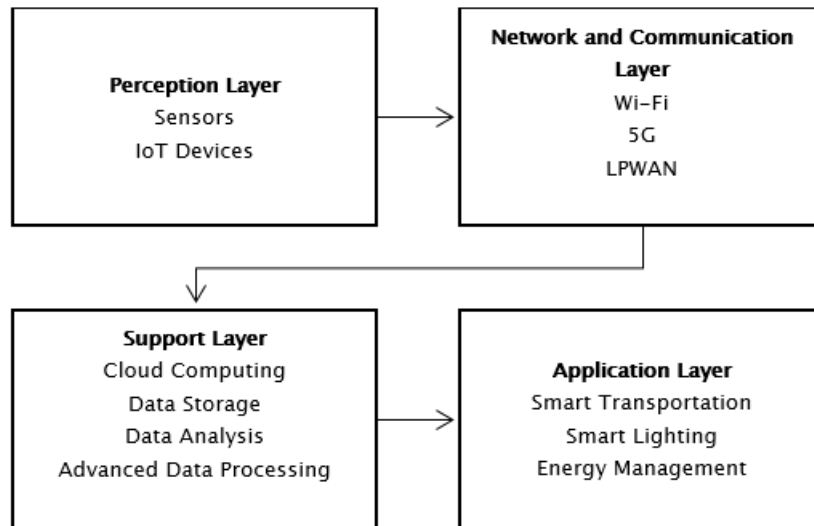 Perception Layer
Sensors
IoT Devices
Network and Communication
Layer
Wi-Fi
5G
LPWAN
Support Layer
Cloud Computing
Data Storage
Data Analysis
Advanced Data Processing
Application Layer
Smart Transportation
Smart Lighting
Energy Management